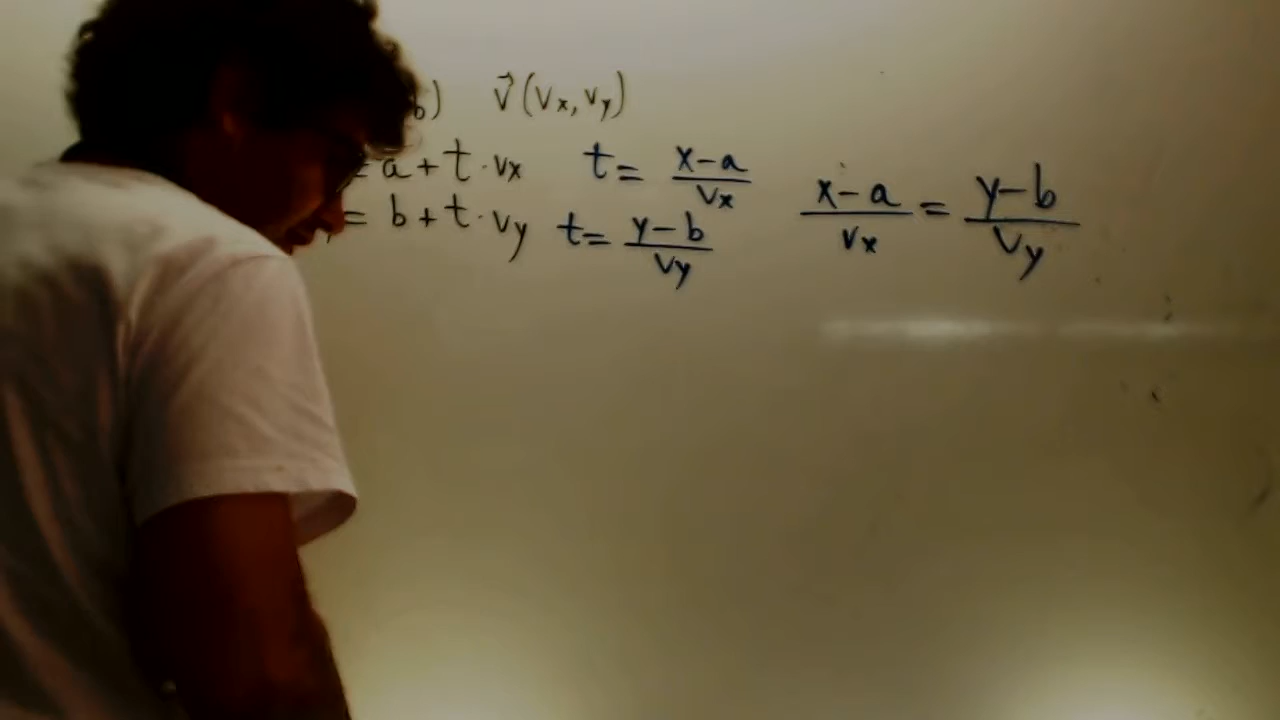 b) v⃗(vx, vy)
= a + t · vx t = x-a/vx
= b + t · vy t = y-b/vy
x-a/vx = y-b/vy